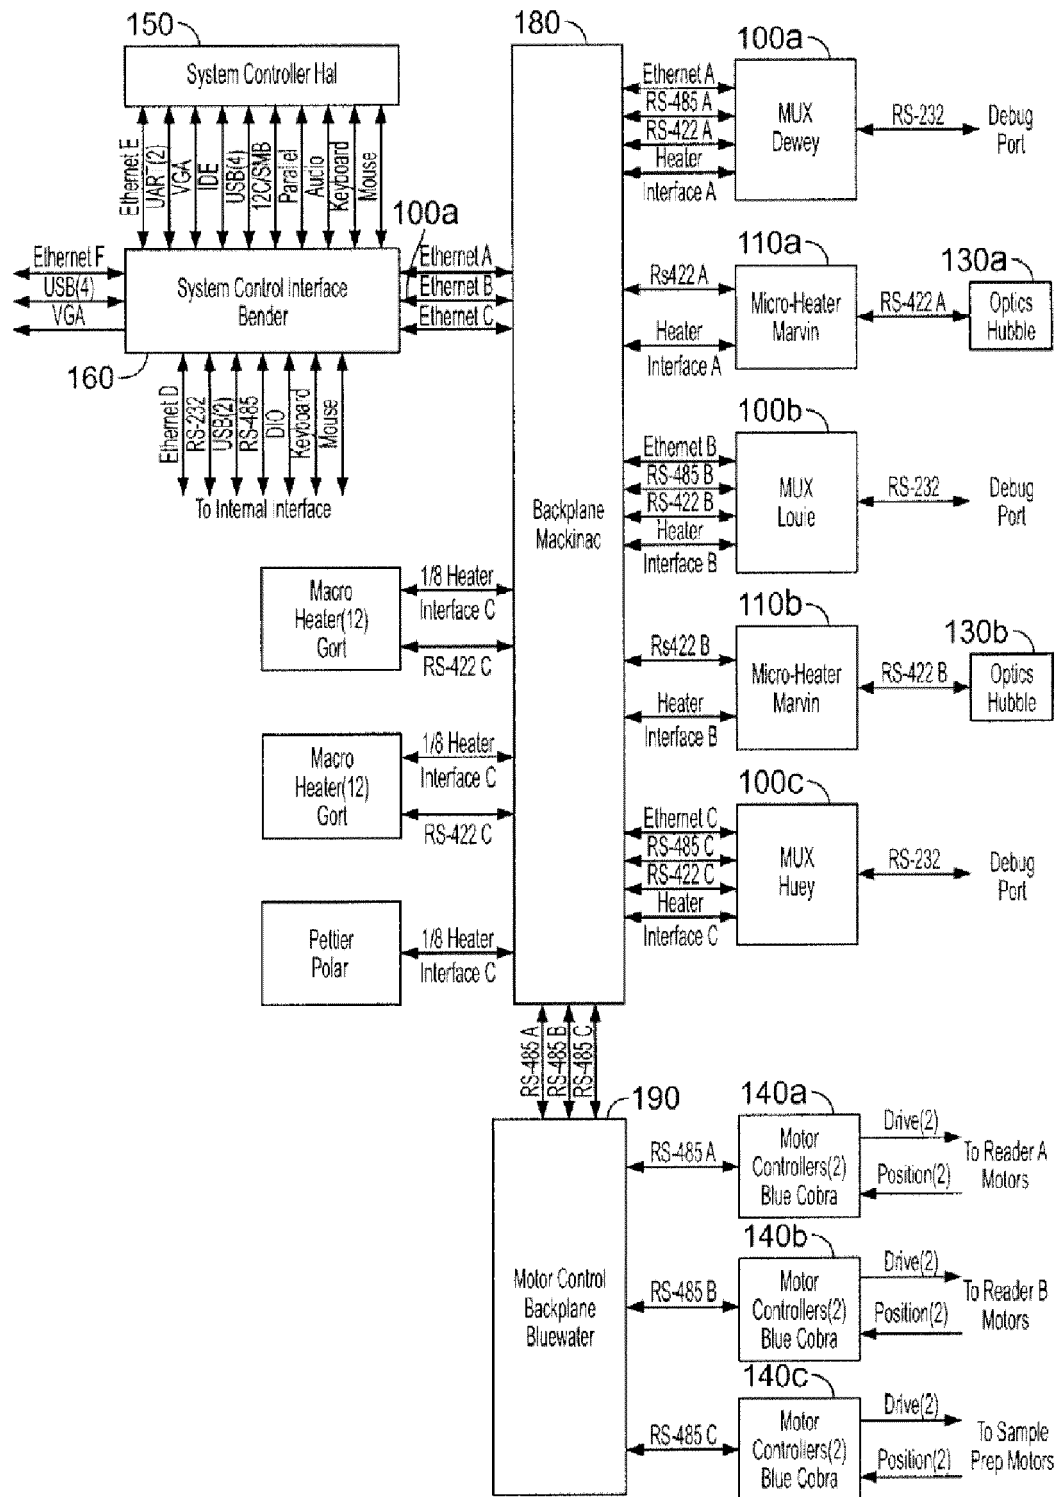 150
System Controller Hal
Ethernet E
UART(2)
VGA
IDE
USB(4)
12C/SMB
Parallel
Audio
Keyboard
Mouse
100a
Ethernet F
USB(4)
VGA
System Control Interface
Bender
160
Ethernet A
Ethernet B
Ethernet C
Ethernet D
RS-232
USB(2)
RS-485
DIO
Keyboard
Mouse
To Internal Interface
Macro
Heater(12)
Gort
1/8 Heater
Interface C
RS-422 C
Macro
Heater(12)
Gort
1/8 Heater
Interface C
RS-422 C
Pettier
Polar
1/8 Heater
Interface C
180
Backplane
Mackinac
Ethernet A
RS-485 A
RS-422 A
Heater
Interface A
100a
MUX
Dewey
RS-232
Debug
Port
Rs422 A
Heater
Interface A
110a
Micro-Heater
Marvin
RS-422 A
130a
Optics
Hubble
Ethernet B
RS-485 B
RS-422 B
Heater
Interface B
100b
MUX
Louie
RS-232
Debug
Port
Rs422 B
Heater
Interface B
110b
Micro-Heater
Marvin
RS-422 B
130b
Optics
Hubble
Ethernet C
RS-485 C
RS-422 C
Heater
Interface C
100c
MUX
Huey
RS-232
Debug
Port
RS-485 A
RS-485 B
RS-485 C
190
Motor Control
Backplane
Bluewater
RS-485 A
140a
Motor
Controllers(2)
Blue Cobra
Drive(2)
Position(2)
To Reader A
Motors
RS-485 B
140b
Motor
Controllers(2)
Blue Cobra
Drive(2)
Position(2)
To Reader B
Motors
RS-485 C
140c
Motor
Controllers(2)
Blue Cobra
Drive(2)
Position(2)
To Sample
Prep Motors